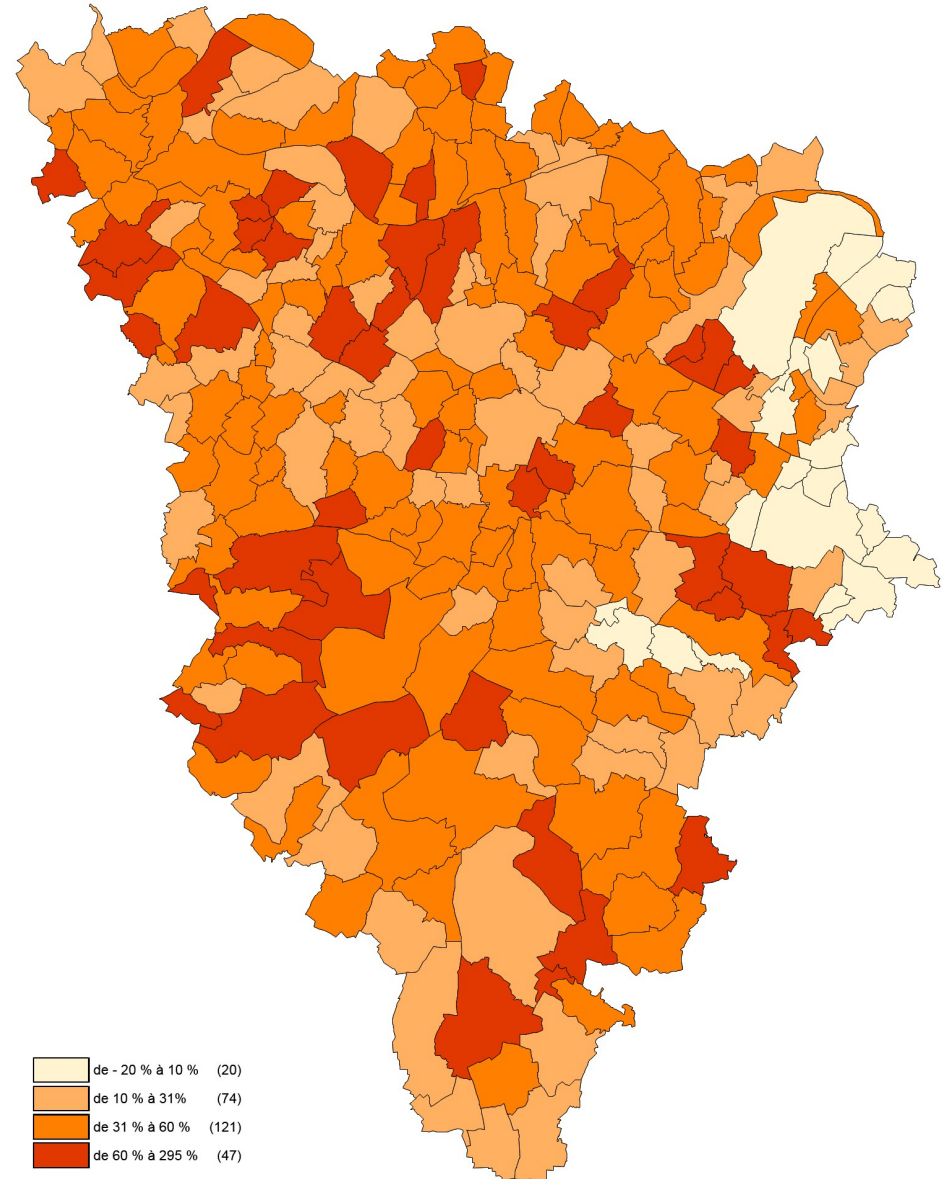 de - 20 % à 10 % (20)
de 10 % à 31% (74)
de 31 % à 60 % (121)
de 60 % à 295 % (47)